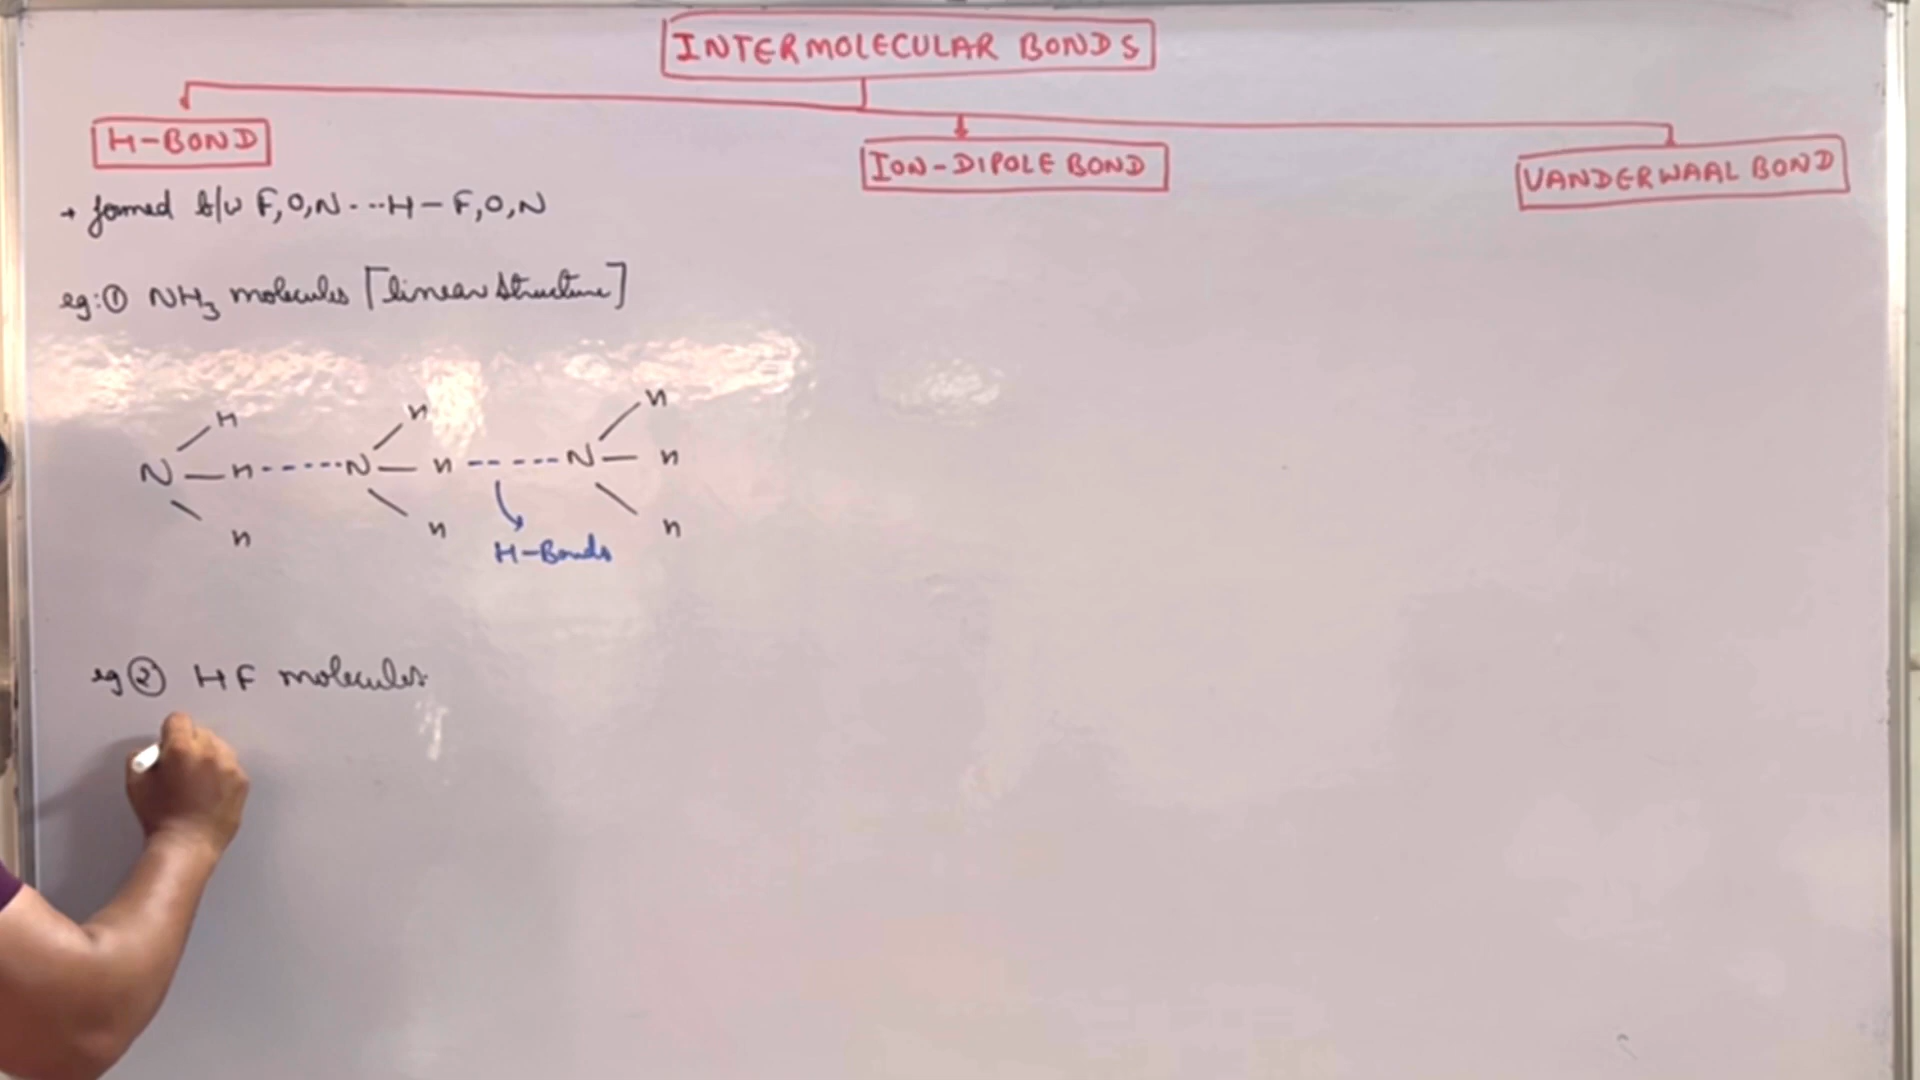 INTERMOLECULAR BONDS
H-BOND
ION-DIPOLE BOND
VANDERWAAL BOND
→ formed b/w F,O,N---H-F,O,N
eg:① NH₃ molecules [linear structure]
H H H
N—H-----N—H-----N—H
H H H
H-Bonds
eg ② HF molecules